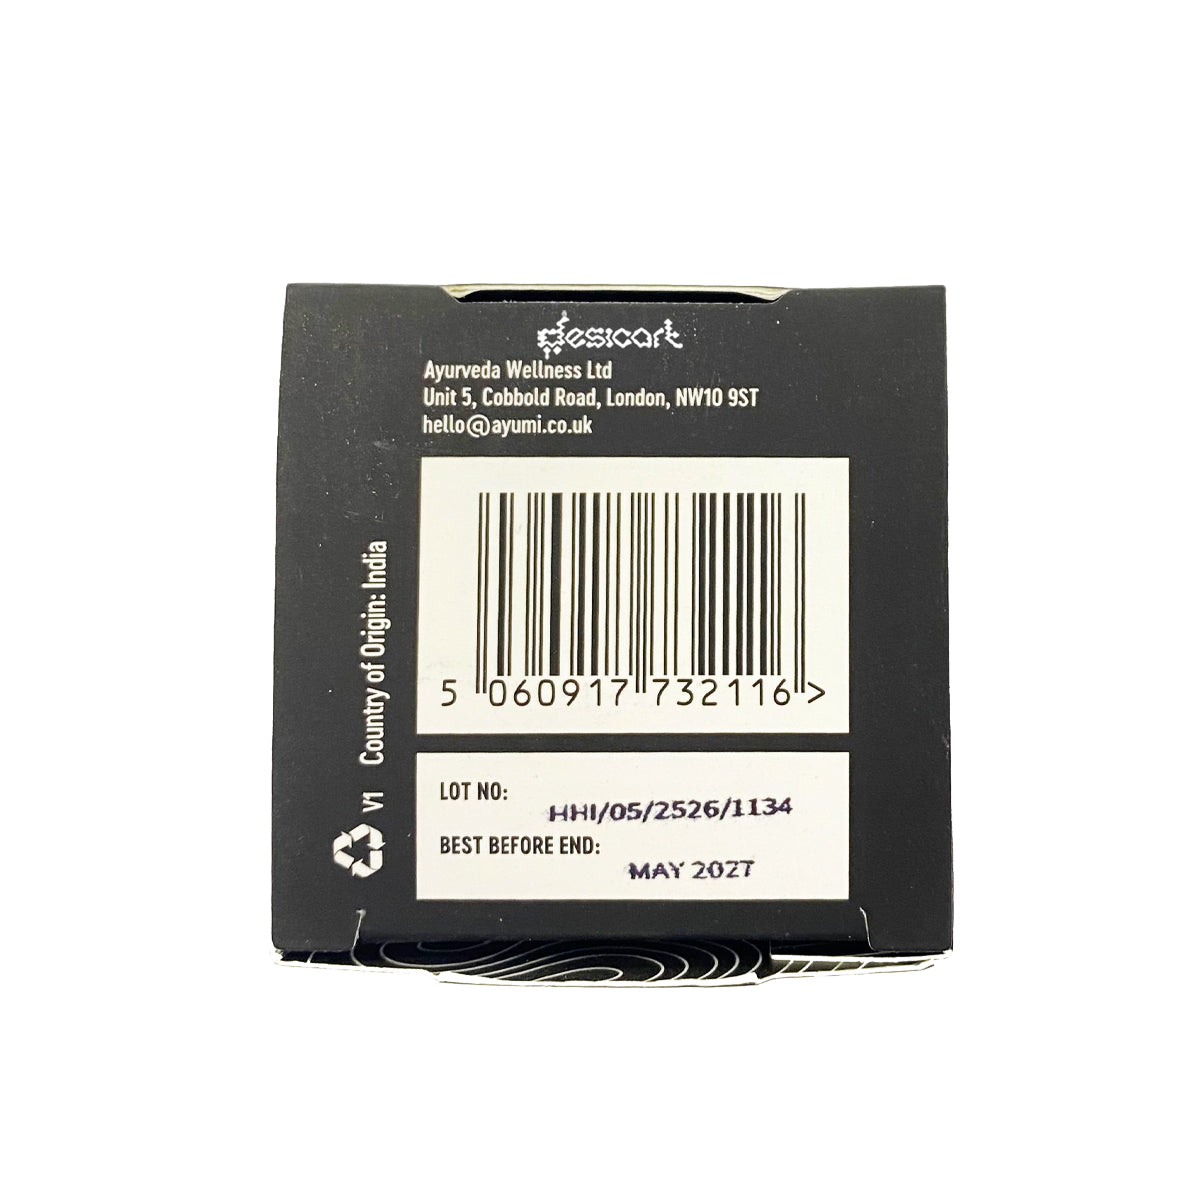 desicart
Ayurveda Wellness Ltd
Unit 5, Cobbold Road, London, NW10 9ST
hello@ayumi.co.uk
5 060917 732116 >
V1 Country of Origin: India
LOT NO:
HHI/05/2526/1134
BEST BEFORE END:
MAY 2027